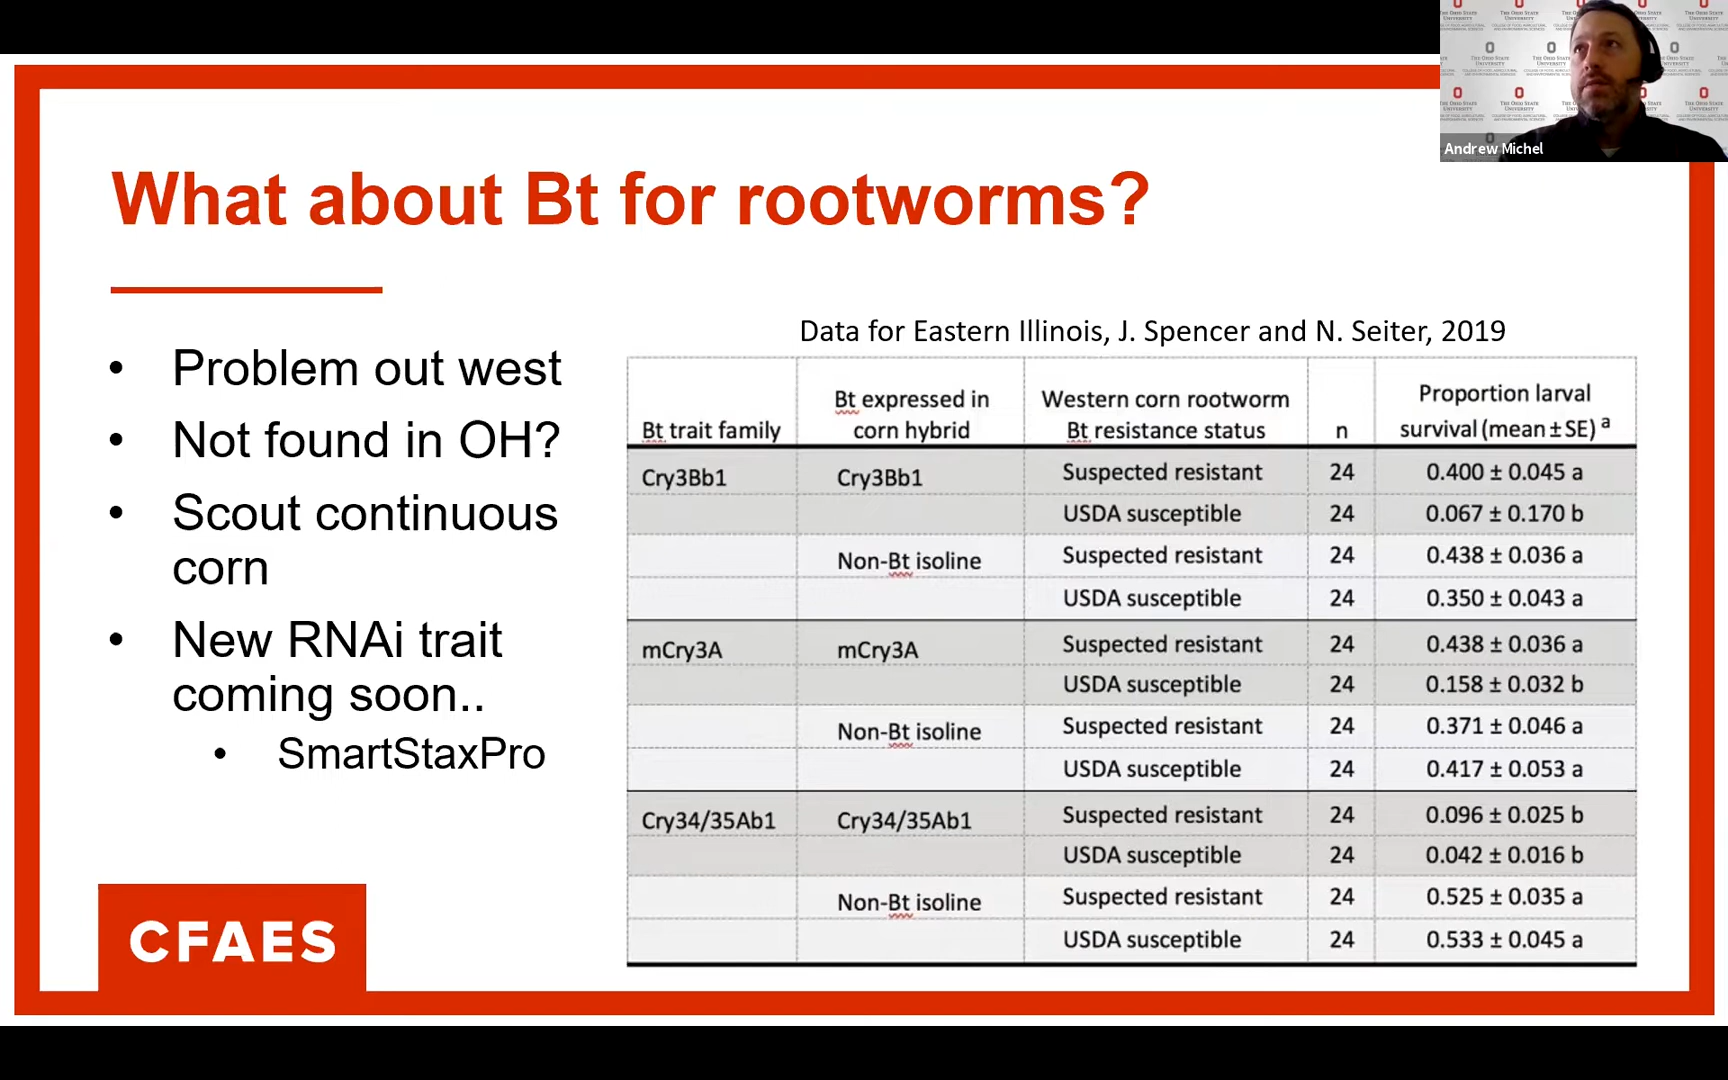 What about Bt for rootworms?
• Problem out west
• Not found in OH?
• Scout continuous
corn
• New RNAi trait
coming soon..
• SmartStaxPro
CFAES
Data for Eastern Illinois, J. Spencer and N. Seiter, 2019
Bt trait family Bt expressed in corn hybrid Western corn rootworm Bt resistance status n Proportion larval survival (mean ± SE) a
Cry3Bb1 Cry3Bb1 Suspected resistant 24 0.400 ± 0.045 a
USDA susceptible 24 0.067 ± 0.170 b
Non-Bt isoline Suspected resistant 24 0.438 ± 0.036 a
USDA susceptible 24 0.350 ± 0.043 a
mCry3A mCry3A Suspected resistant 24 0.438 ± 0.036 a
USDA susceptible 24 0.158 ± 0.032 b
Non-Bt isoline Suspected resistant 24 0.371 ± 0.046 a
USDA susceptible 24 0.417 ± 0.053 a
Cry34/35Ab1 Cry34/35Ab1 Suspected resistant 24 0.096 ± 0.025 b
USDA susceptible 24 0.042 ± 0.016 b
Non-Bt isoline Suspected resistant 24 0.525 ± 0.035 a
USDA susceptible 24 0.533 ± 0.045 a
The Ohio State
University
Andrew Michel